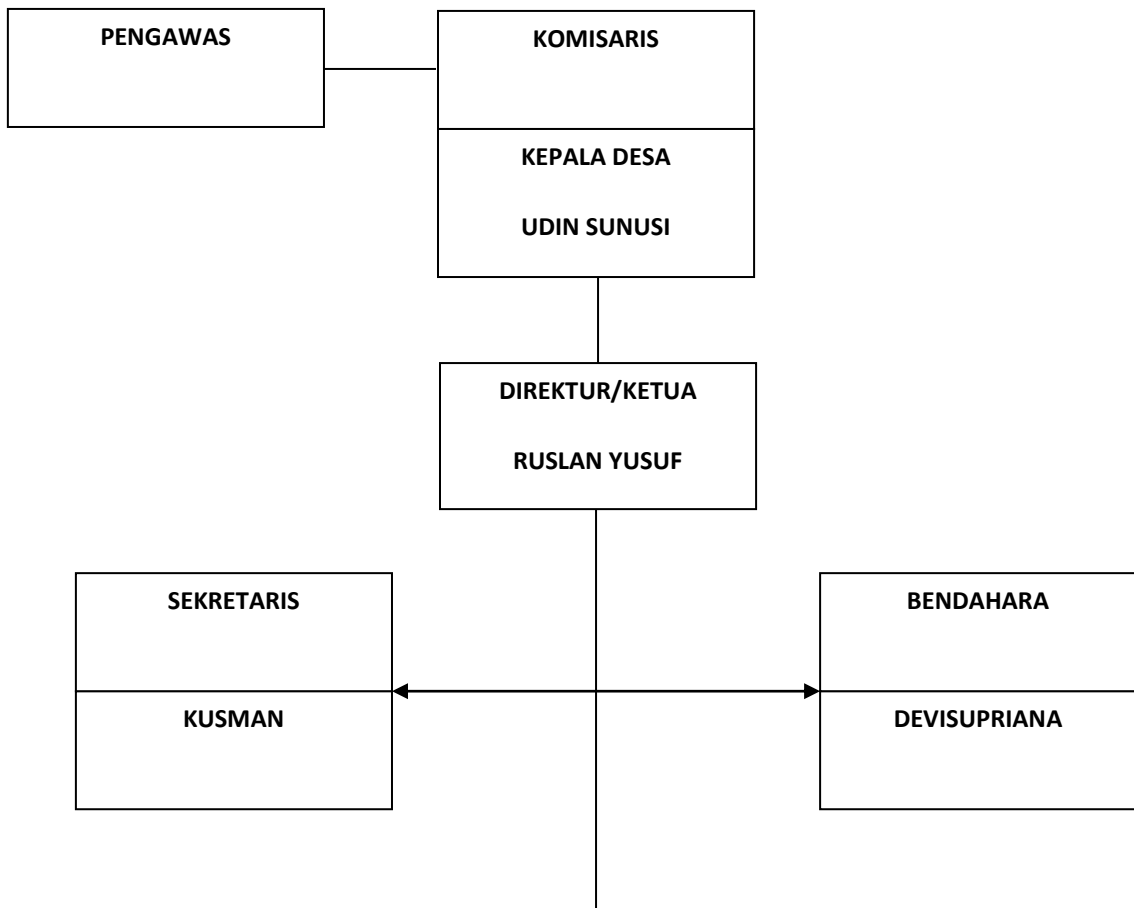 PENGAWAS
KOMISARIS
KEPALA DESA
UDIN SUNUSI
DIREKTUR/KETUA
RUSLAN YUSUF
SEKRETARIS
KUSMAN
BENDAHARA
DEVISUPRIANA